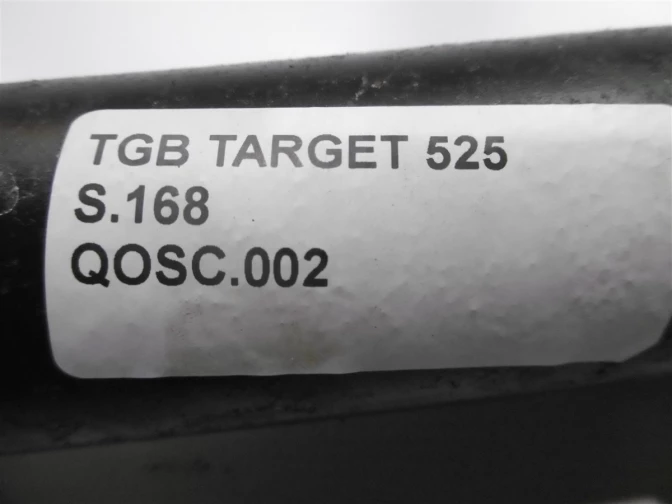 TGB TARGET 525
S.168
QOSC.002